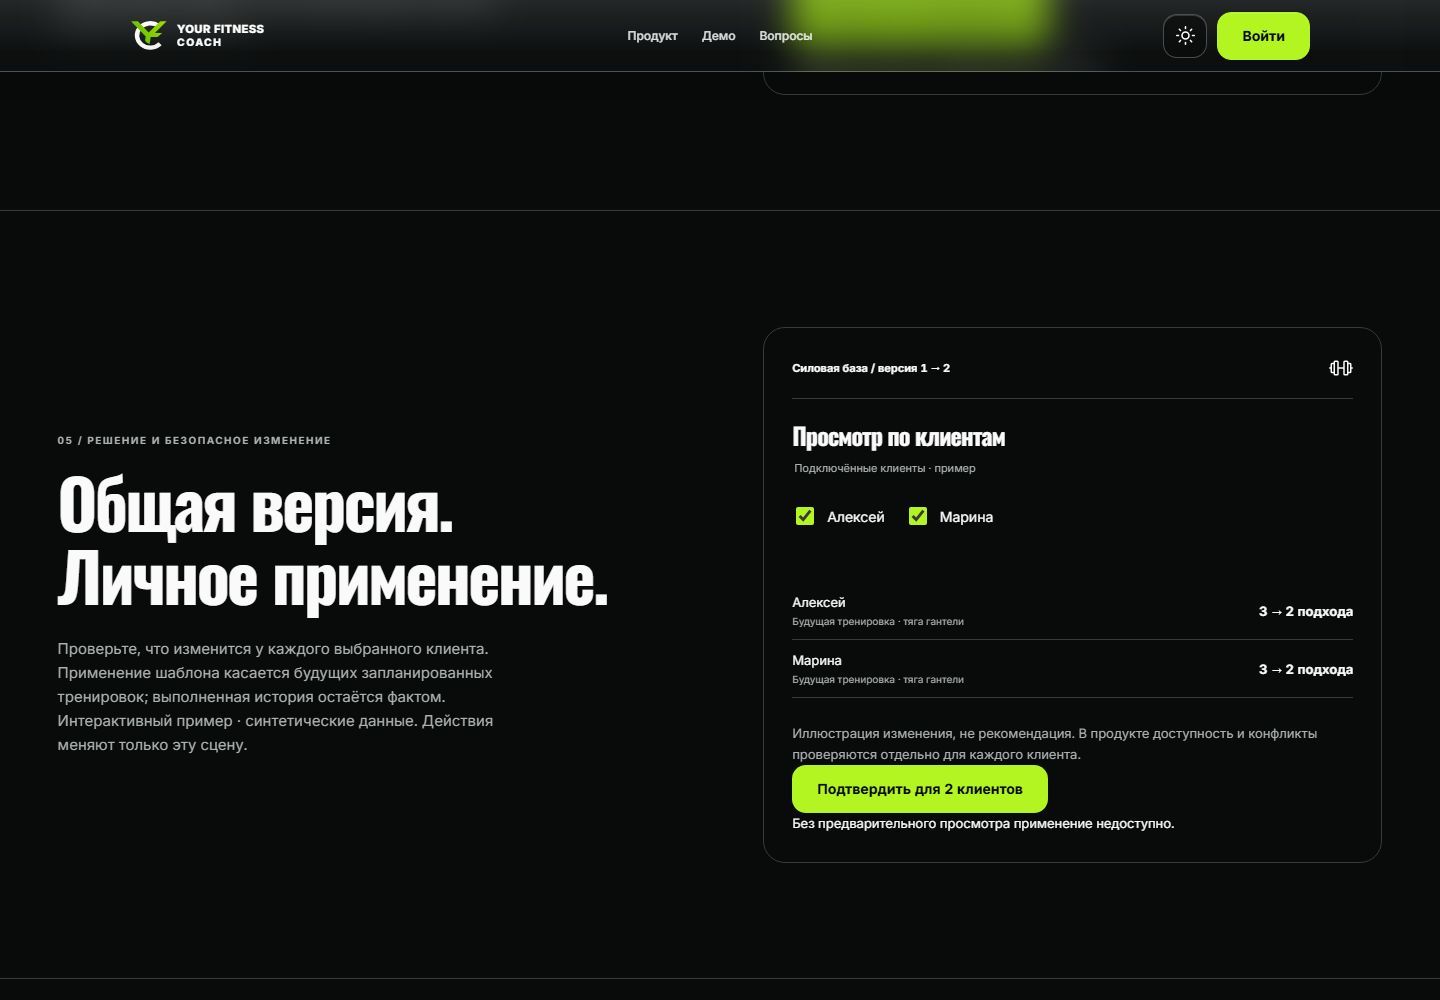 YOUR FITNESS
COACH
Продукт
Демо
Вопросы
Войти
05 / РЕШЕНИЕ И БЕЗОПАСНОЕ ИЗМЕНЕНИЕ
Общая версия.
Личное применение.
Проверьте, что изменится у каждого выбранного клиента.
Применение шаблона касается будущих запланированных
тренировок; выполненная история остаётся фактом.
Интерактивный пример · синтетические данные. Действия
меняют только эту сцену.
Силовая база / версия 1 → 2
Просмотр по клиентам
Подключённые клиенты · пример
Алексей
Марина
Алексей
Будущая тренировка · тяга гантели
3 → 2 подхода
Марина
Будущая тренировка · тяга гантели
3 → 2 подхода
Иллюстрация изменения, не рекомендация. В продукте доступность и конфликты
проверяются отдельно для каждого клиента.
Подтвердить для 2 клиентов
Без предварительного просмотра применение недоступно.